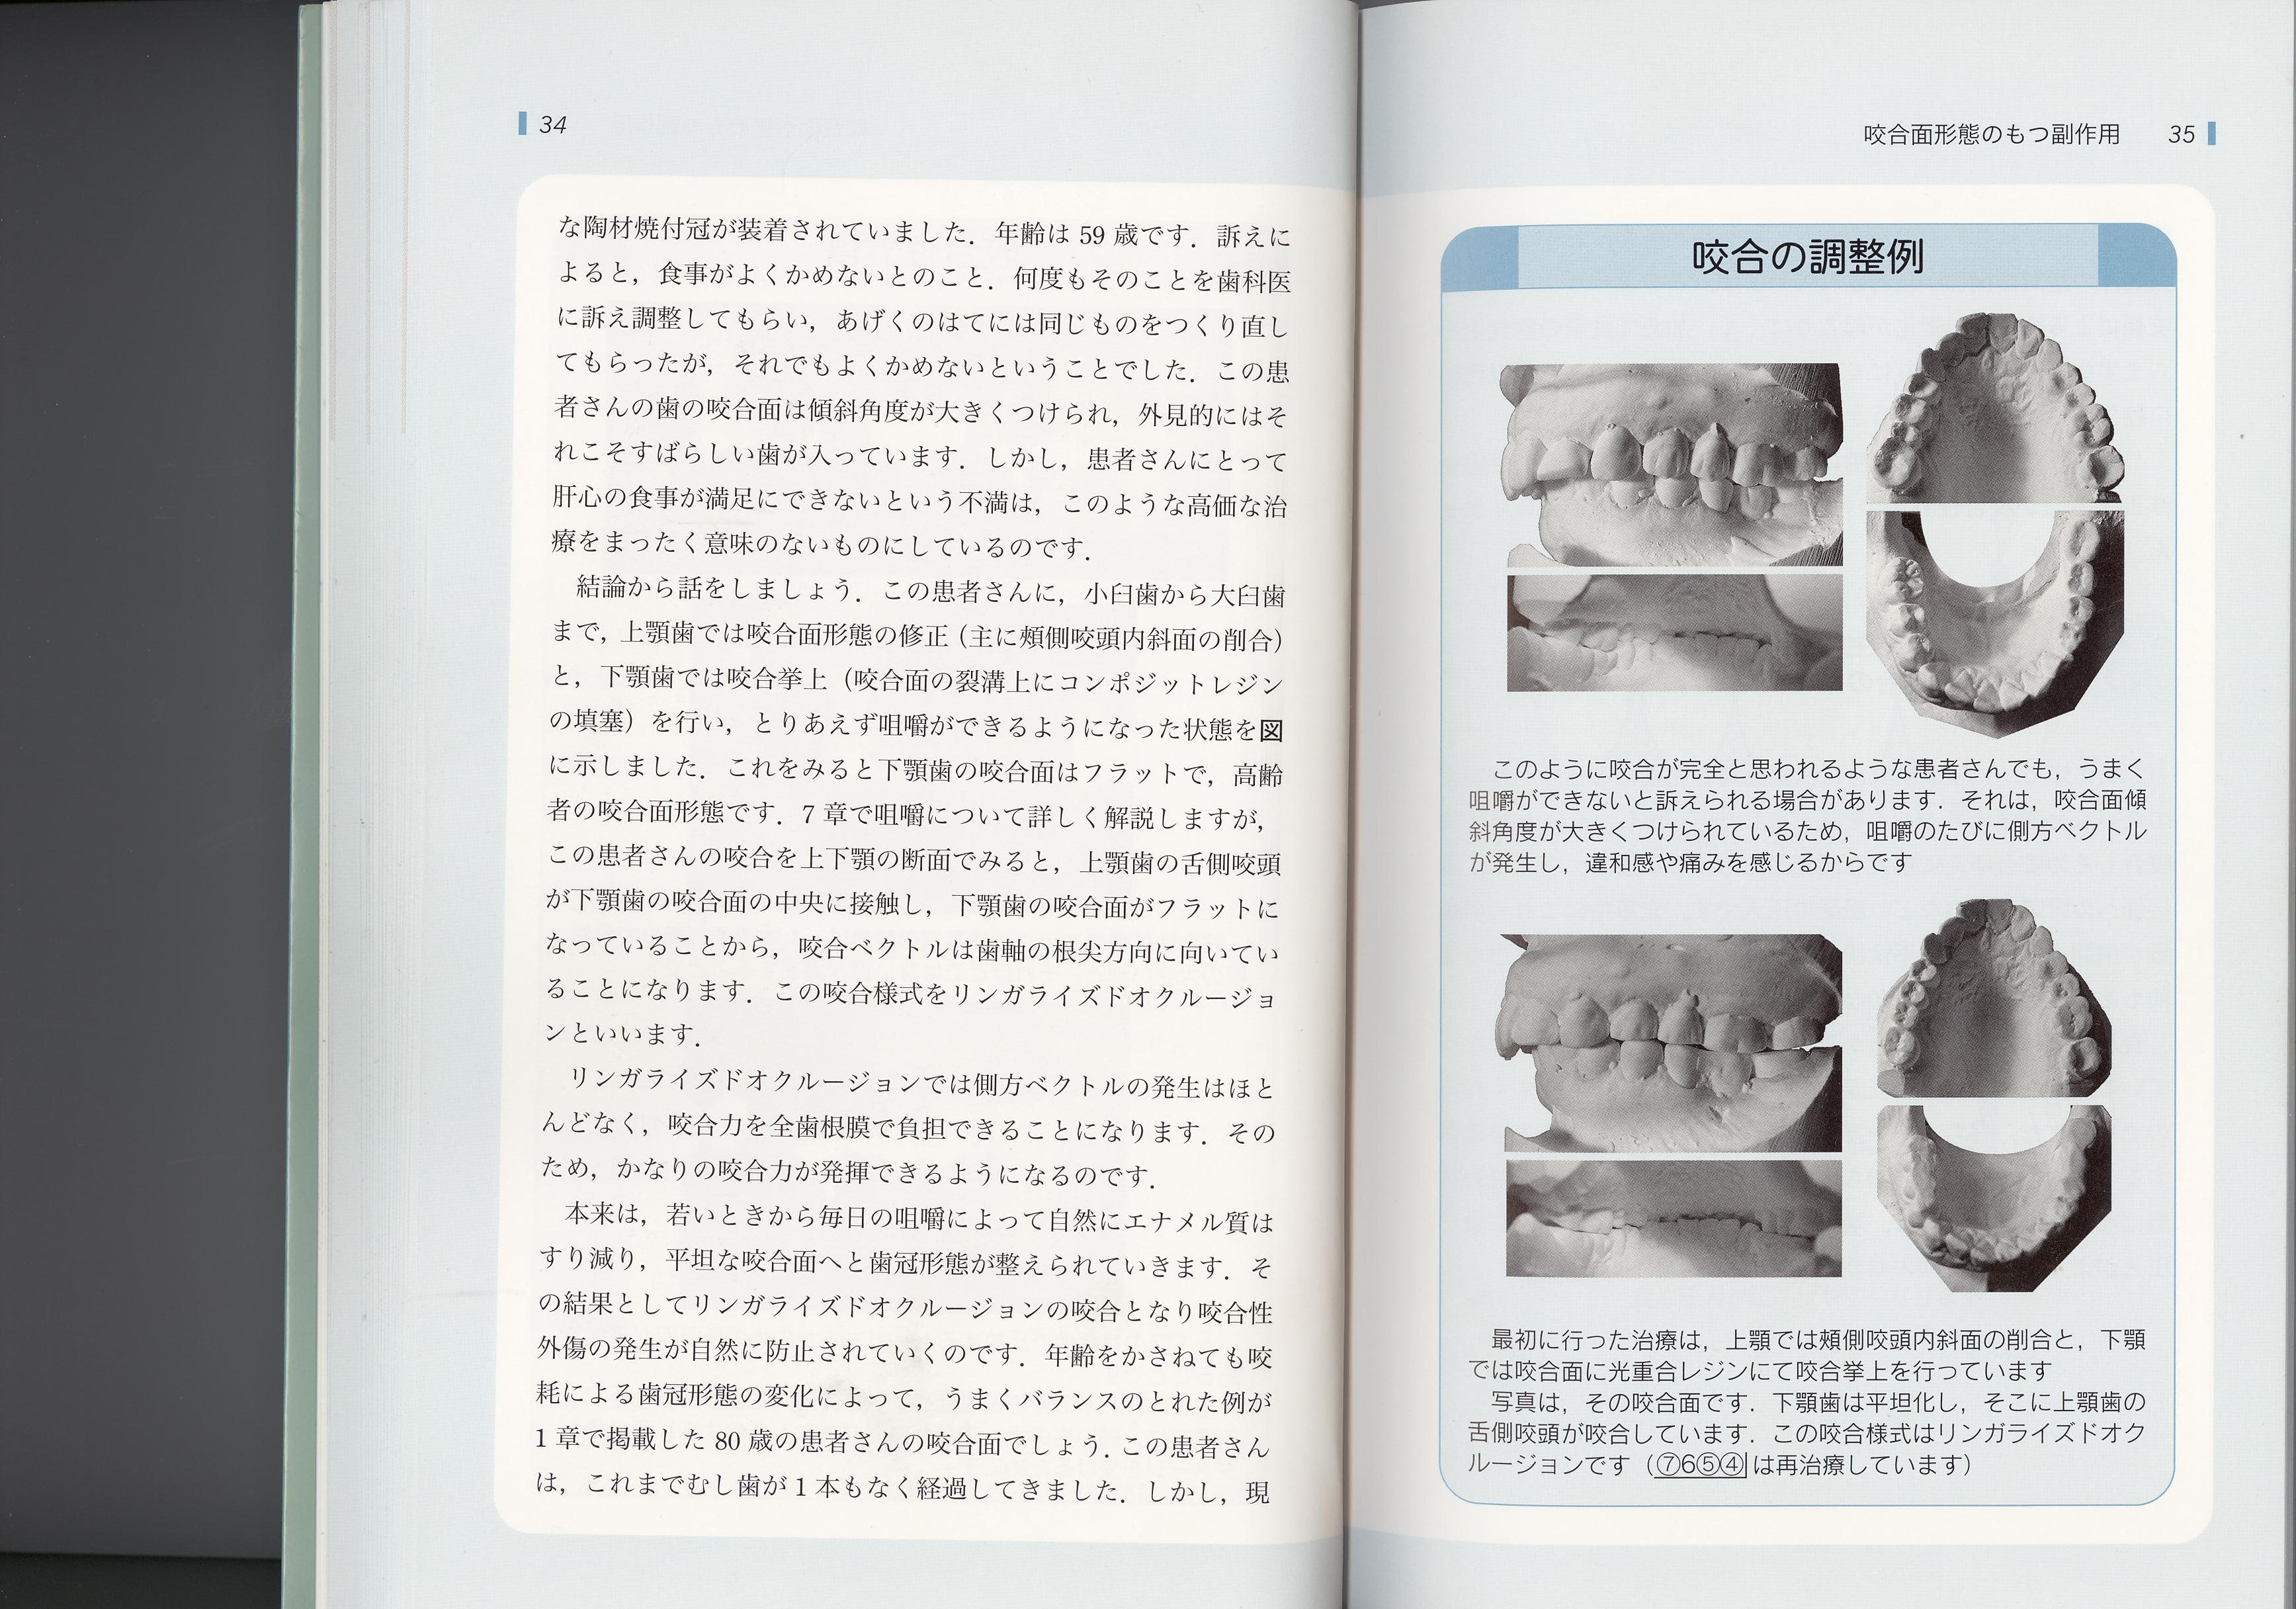 34
な陶材焼付冠が装着されていました．年齢は 59 歳です．訴えに
よると，食事がよくかめないとのこと．何度もそのことを歯科医
に訴え調整してもらい，あげくのはてには同じものをつくり直し
てもらったが，それでもよくかめないということでした．この患
者さんの歯の咬合面は傾斜角度が大きくつけられ，外見的にはそ
れこそすばらしい歯が入っています．しかし，患者さんにとって
肝心の食事が満足にできないという不満は，このような高価な治
療をまったく意味のないものにしているのです．
　結論から話をしましょう．この患者さんに，小臼歯から大臼歯
まで，上顎歯では咬合面形態の修正（主に頰側咬頭内斜面の削合）
と，下顎歯では咬合挙上（咬合面の裂溝上にコンポジットレジン
の塡塞）を行い，とりあえず咀嚼ができるようになった状態を図
に示しました．これをみると下顎歯の咬合面はフラットで，高齢
者の咬合面形態です．7 章で咀嚼について詳しく解説しますが，
この患者さんの咬合を上下顎の断面でみると，上顎歯の舌側咬頭
が下顎歯の咬合面の中央に接触し，下顎歯の咬合面がフラットに
なっていることから，咬合ベクトルは歯軸の根尖方向に向いてい
ることになります．この咬合様式をリンガライズドオクルージョ
ンといいます．
　リンガライズドオクルージョンでは側方ベクトルの発生はほと
んどなく，咬合力を全歯根膜で負担できることになります．その
ため，かなりの咬合力が発揮できるようになるのです．
　本来は，若いときから毎日の咀嚼によって自然にエナメル質は
すり減り，平坦な咬合面へと歯冠形態が整えられていきます．そ
の結果としてリンガライズドオクルージョンの咬合となり咬合性
外傷の発生が自然に防止されていくのです．年齢をかさねても咬
耗による歯冠形態の変化によって，うまくバランスのとれた例が
1 章で掲載した 80 歳の患者さんの咬合面でしょう．この患者さん
は，これまでむし歯が 1 本もなく経過してきました．しかし，現
咬合面形態のもつ副作用　35
咬合の調整例
　このように咬合が完全と思われるような患者さんでも，うまく
咀嚼ができないと訴えられる場合があります．それは，咬合面傾
斜角度が大きくつけられているため，咀嚼のたびに側方ベクトル
が発生し，違和感や痛みを感じるからです
　最初に行った治療は，上顎では頰側咬頭内斜面の削合と，下顎
では咬合面に光重合レジンにて咬合挙上を行っています
　写真は，その咬合面です．下顎歯は平坦化し，そこに上顎歯の
舌側咬頭が咬合しています．この咬合様式はリンガライズドオク
ルージョンです（⑦6⑤④| は再治療しています）